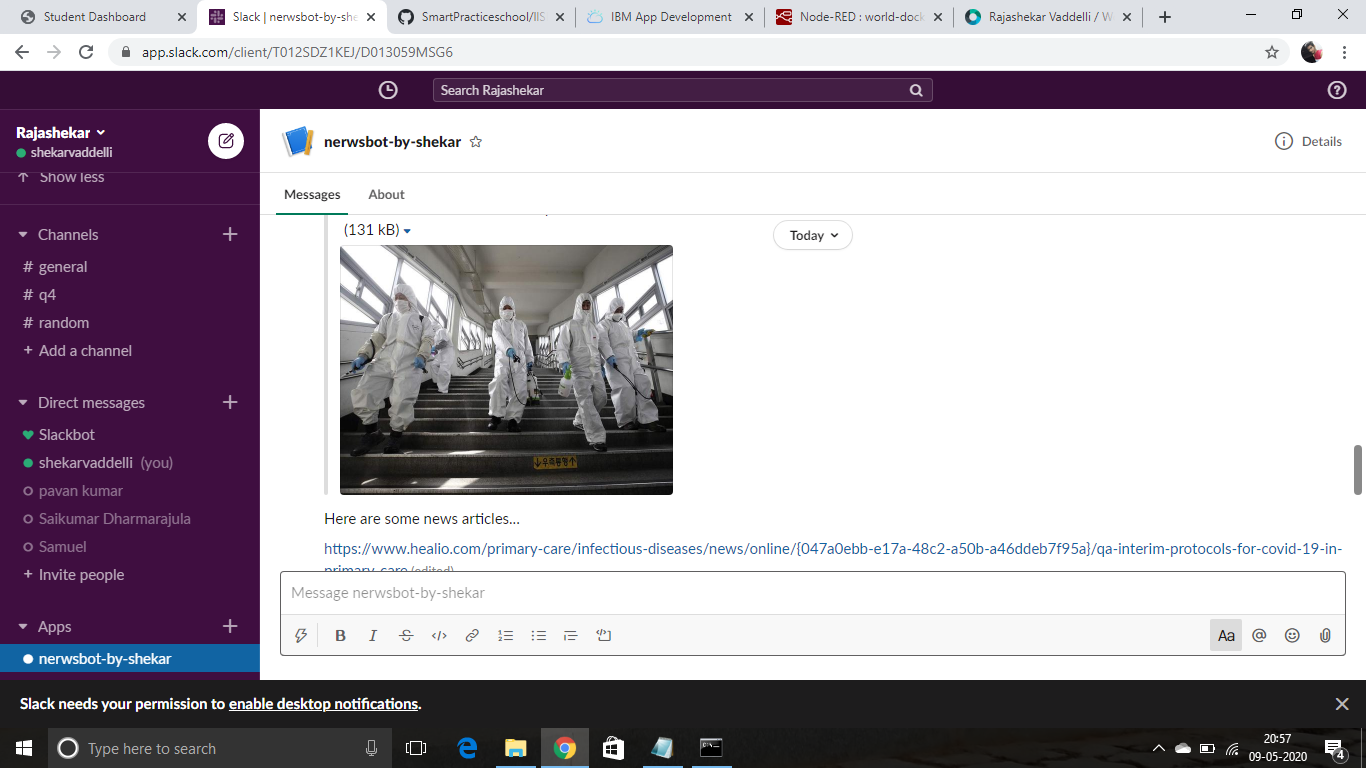 Student Dashboard
Slack | nerwsbot-by-she
SmartPracticeschool/IIS
IBM App Development
Node-RED : world-dock
Rajashekar Vaddelli / W
app.slack.com/client/T012SDZ1KEJ/D013059MSG6
Search Rajashekar
Rajashekar
shekarvaddelli
Show less
Channels
# general
# q4
# random
+ Add a channel
Direct messages
Slackbot
shekarvaddelli (you)
pavan kumar
Saikumar Dharmarajula
Samuel
+ Invite people
Apps
nerwsbot-by-shekar
nerwsbot-by-shekar
Details
Messages
About
Today
(131 kB)
Here are some news articles...
https://www.healio.com/primary-care/infectious-diseases/news/online/{047a0ebb-e17a-48c2-a50b-a46ddeb7f95a}/qa-interim-protocols-for-covid-19-in-
primary-care (edited)
Message nerwsbot-by-shekar
B I S
Aa @
Slack needs your permission to enable desktop notifications.
Type here to search
20:57
09-05-2020
4